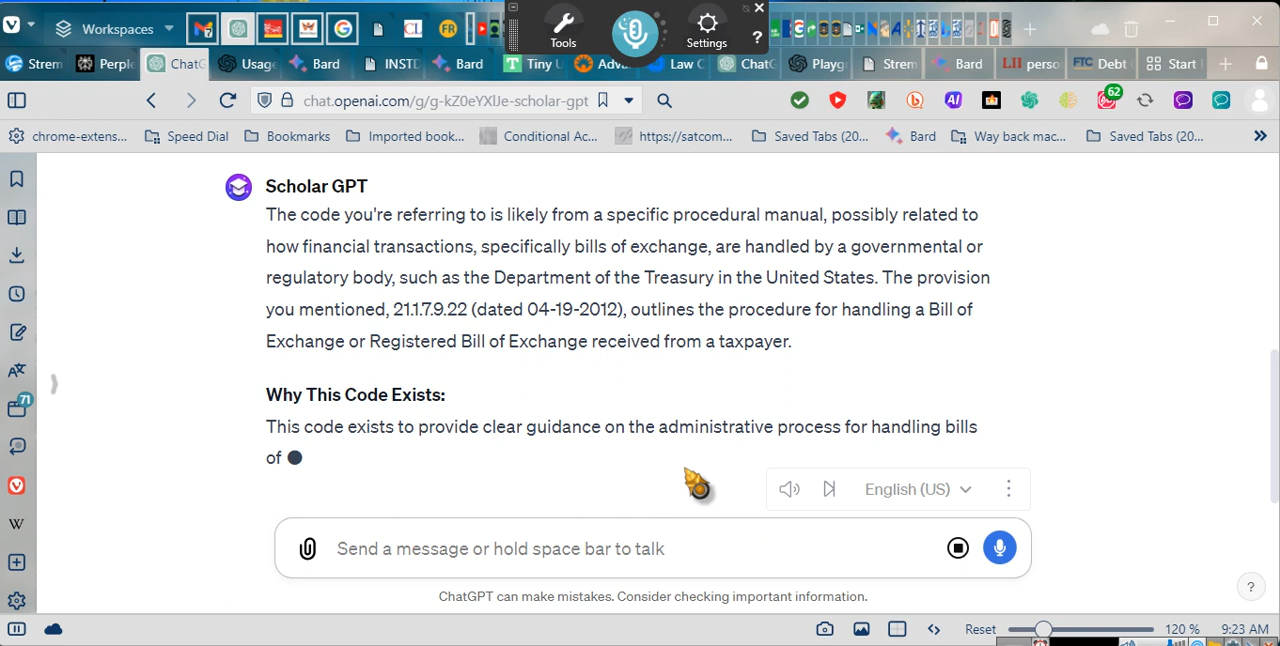 Workspaces
Tools
Settings
?
CL
FR
Strem
Perple
ChatG
Usage
Bard
INSTD
Bard
Tiny U
Adva
Law C
ChatG
Playg
Strem
Bard
LII perso
FTC Debt
Start
chat.openai.com/g/g-kZ0eYXlJe-scholar-gpt
62
chrome-extens...
Speed Dial
Bookmarks
Imported book...
Conditional Ac...
https://satcom...
Saved Tabs (20...
Bard
Way back mac...
Saved Tabs (20...
Scholar GPT
The code you're referring to is likely from a specific procedural manual, possibly related to
how financial transactions, specifically bills of exchange, are handled by a governmental or
regulatory body, such as the Department of the Treasury in the United States. The provision
you mentioned, 21.1.7.9.22 (dated 04-19-2012), outlines the procedure for handling a Bill of
Exchange or Registered Bill of Exchange received from a taxpayer.
Why This Code Exists:
This code exists to provide clear guidance on the administrative process for handling bills
of
71
English (US)
Send a message or hold space bar to talk
ChatGPT can make mistakes. Consider checking important information.
?
Reset
120 %
9:23 AM